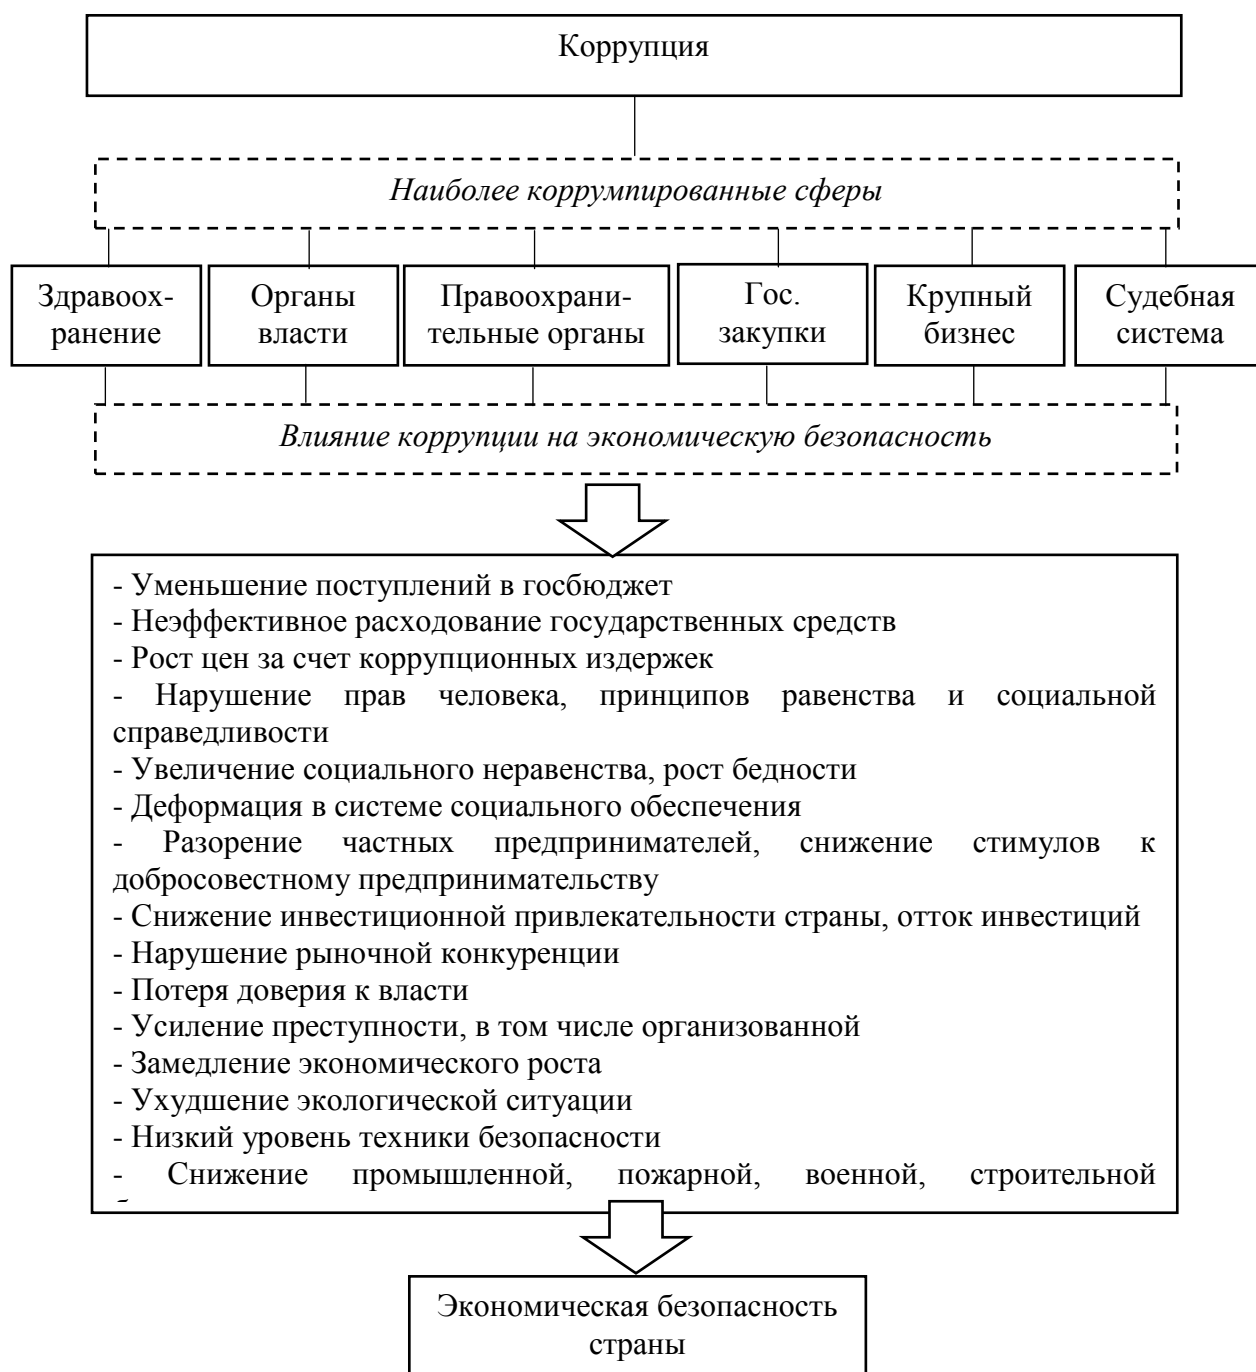 Коррупция
Наиболее коррумпированные сферы
Здравоох-
ранение
Органы
власти
Правоохрани-
тельные органы
Гос.
закупки
Крупный
бизнес
Судебная
система
Влияние коррупции на экономическую безопасность
- Уменьшение поступлений в госбюджет
- Неэффективное расходование государственных средств
- Рост цен за счет коррупционных издержек
- Нарушение прав человека, принципов равенства и социальной
справедливости
- Увеличение социального неравенства, рост бедности
- Деформация в системе социального обеспечения
- Разорение частных предпринимателей, снижение стимулов к
добросовестному предпринимательству
- Снижение инвестиционной привлекательности страны, отток инвестиций
- Нарушение рыночной конкуренции
- Потеря доверия к власти
- Усиление преступности, в том числе организованной
- Замедление экономического роста
- Ухудшение экологической ситуации
- Низкий уровень техники безопасности
- Снижение промышленной, пожарной, военной, строительной
Экономическая безопасность
страны